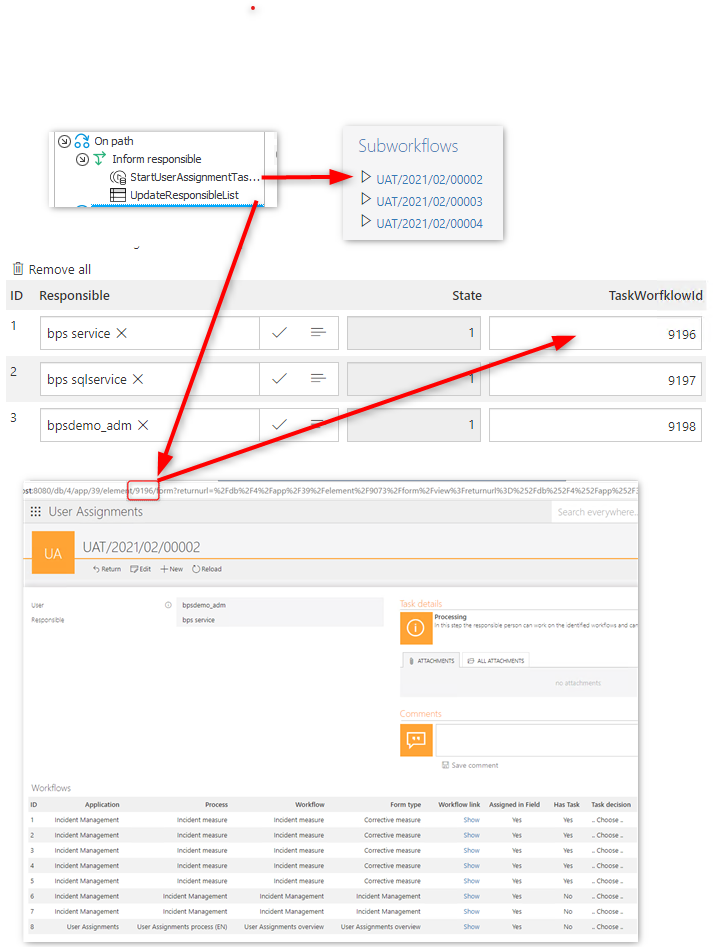 On path
Inform responsible
StartUserAssignmentTas...
UpdateResponsibleList
Subworkflows
UAT/2021/02/00002
UAT/2021/02/00003
UAT/2021/02/00004
Remove all
ID Responsible State TaskWorfklowId
1 bps service 1 9196
2 bps sqlservice 1 9197
3 bpsdemo_adm 1 9198
ost:8080/db/4/app/39/element/9196/form?returnurl=%2Fdb%2F4%2Fapp%2F39%2Felement%2F9073%2Fform%2Fview%3Freturnurl%3D%252Fdb%252F4%252Fapp%252F3
User Assignments Search everywhere..
UA UAT/2021/02/00002
Return Edit New Reload
User bpsdemo_adm
Responsible bps service
Task details
Processing
In this step the responsible person can work on the identified workflows and can
ATTACHMENTS ALL ATTACHMENTS
no attachments
Comments
Save comment
Workflows
ID Application Process Workflow Form type Workflow link Assigned in Field Has Task Task decision
1 Incident Management Incident measure Incident measure Corrective measure Show Yes Yes .. Choose ..
2 Incident Management Incident measure Incident measure Corrective measure Show Yes Yes .. Choose ..
3 Incident Management Incident measure Incident measure Corrective measure Show Yes Yes .. Choose ..
4 Incident Management Incident measure Incident measure Corrective measure Show Yes Yes .. Choose ..
5 Incident Management Incident measure Incident measure Corrective measure Show Yes Yes .. Choose ..
6 Incident Management Incident Management Incident Management Incident Management Show Yes No .. Choose ..
7 Incident Management Incident Management Incident Management Incident Management Show Yes No .. Choose ..
8 User Assignments User Assignments process (EN) User Assignments overview User Assignments overview Show Yes No .. Choose ..